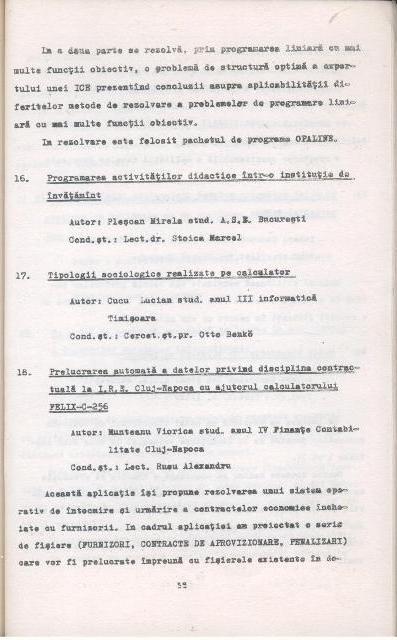 In a doua parte se rezolvă, prin programarea liniară cu mai
multe funcţii obiectiv, o problemă de structură optimă a expor-
tului unei ICE prezentînd concluzii asupra aplicabilităţii di-
feritelor metode de rezolvare a problemelor de programare lini-
ară cu mai multe funcţii obiectiv.
In rezolvare este folosit pachetul de programe OPALINE.
16. Programarea activităţilor didactice într-o instituţie de
învăţămînt
Autor: Pleşcan Mirela stud. A.S.E. Bucureşti
Cond.şt.: Lect.dr. Stoica Marcel
17. Tipologii sociologice realizate pe calculator
Autor: Cucu Lucian stud. anul III informatică
Timişoara
Cond.şt.: Cercet.şt.pr. Otto Benkö
18. Prelucrarea automată a datelor privind disciplina contrac-
tuală la I.R.E. Cluj-Napoca cu ajutorul calculatorului
FELIX-C-256
Autor: Munteanu Viorica stud. anul IV Finanţe Contabi-
litate Cluj-Napoca
Cond.şt.: Lect. Rusu Alexandru
Această aplicaţie îşi propune rezolvarea unui sistem ope-
rativ de întocmire şi urmărire a contractelor economice înche-
iate cu furnizorii. In cadrul aplicaţiei am proiectat o serie
de fişiere (FURNIZORI, CONTRACTE DE APROVIZIONARE, PENALIZARI)
care vor fi prelucrate împreună cu fişierele existente în do-